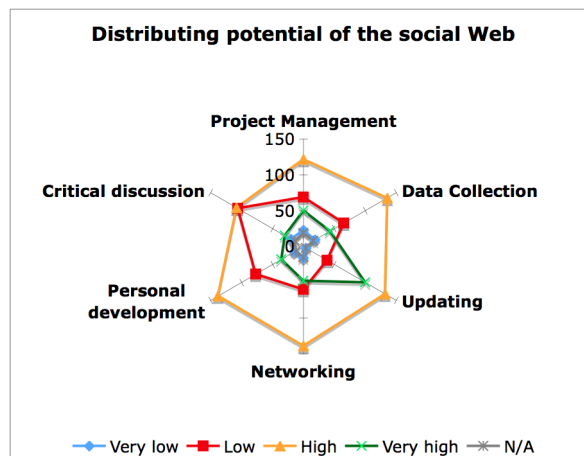 Distributing potential of the social Web
Project Management
150
100
50
0
Critical discussion
Data Collection
Personal
development
Updating
Networking
Very low Low High Very high N/A